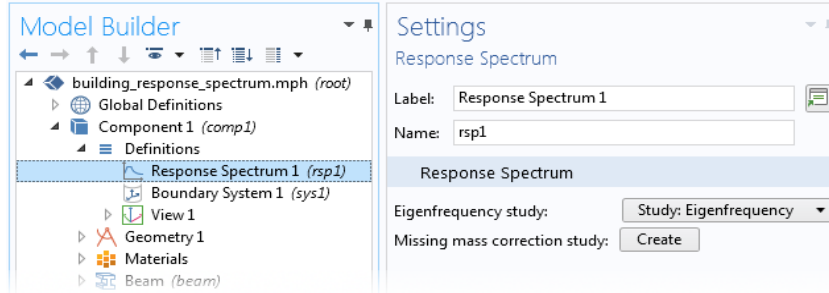 Model Builder
building_response_spectrum.mph (root)
Global Definitions
Component 1 (comp1)
Definitions
Response Spectrum 1 (rsp1)
Boundary System 1 (sys1)
View 1
Geometry 1
Materials
Beam (beam)
Settings
Response Spectrum
Label: Response Spectrum 1
Name: rsp1
Response Spectrum
Eigenfrequency study: Study: Eigenfrequency
Missing mass correction study: Create